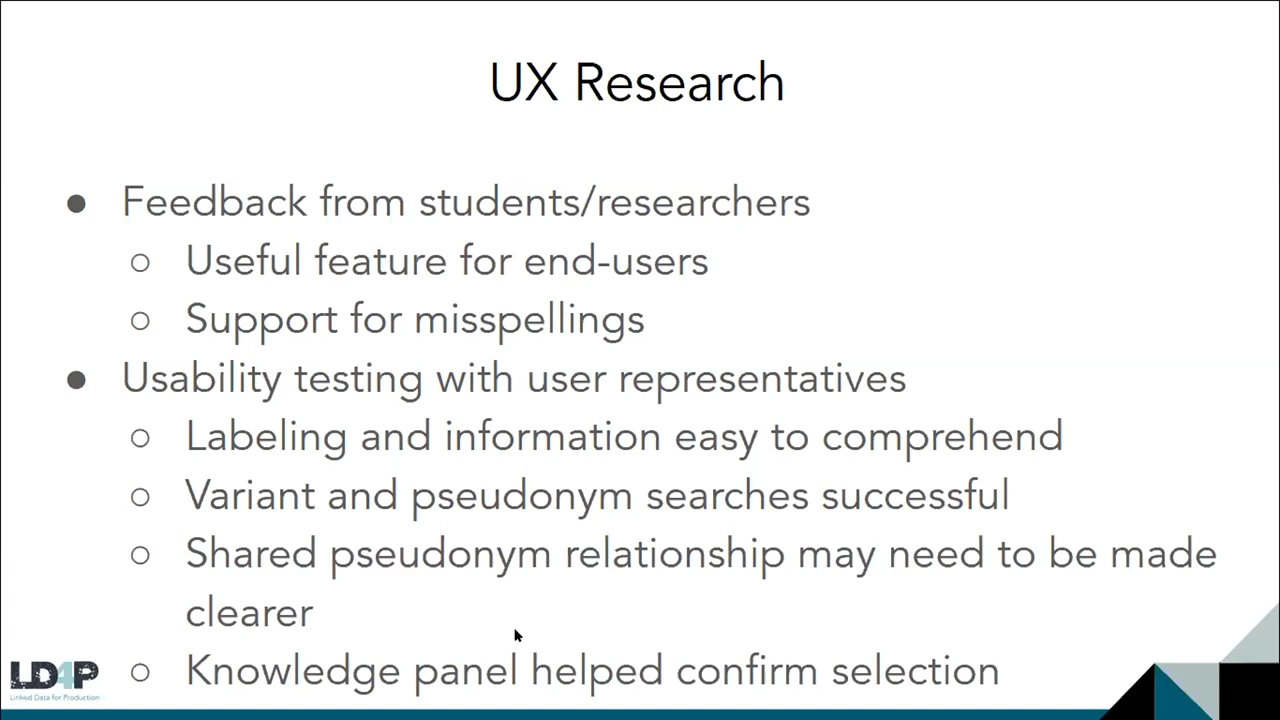 UX Research
● Feedback from students/researchers
○ Useful feature for end-users
○ Support for misspellings
● Usability testing with user representatives
○ Labeling and information easy to comprehend
○ Variant and pseudonym searches successful
○ Shared pseudonym relationship may need to be made
clearer
○ Knowledge panel helped confirm selection
LD4P
Linked Data for Production